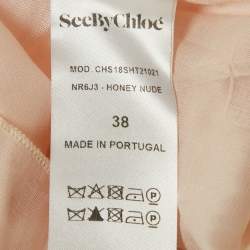 SeeByChloé
MOD. CHS18SHT21021
NR6J3 - HONEY NUDE
38
MADE IN PORTUGAL